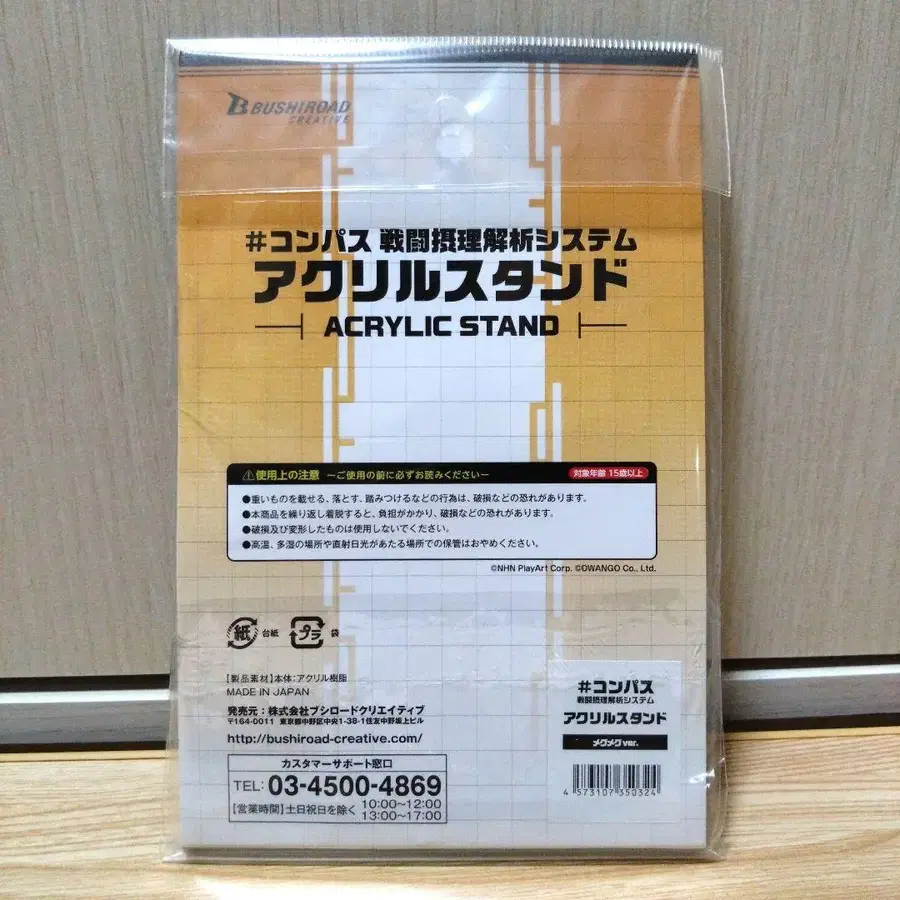 BUSHIROAD
CREATIVE
#コンパス 戦闘摂理解析システム
アクリルスタンド
ACRYLIC STAND
⚠使用上の注意 ーご使用の前に必ずお読みくださいー 対象年齢 15歳以上
●重いものを載せる、落とす、踏みつけるなどの行為は、破損などの恐れがあります。
●本商品を繰り返し着脱すると、負担がかかり、破損などの恐れがあります。
●破損及び変形したものは使用しないでください。
●高温、多湿の場所や直射日光があたる場所での保管はおやめください。
©NHN PlayArt Corp. ©DWANGO Co., Ltd.
紙 台紙 プラ 袋
【製品素材】本体:アクリル樹脂
MADE IN JAPAN
発売元:株式会社ブシロードクリエイティブ
〒164-0011 東京都中野区中央1-38-1住友中野坂上ビル
http://bushiroad-creative.com/
カスタマーサポート窓口
TEL: 03-4500-4869
【営業時間】土日祝日を除く 10:00～12:00
13:00～17:00
#コンパス
戦闘摂理解析システム
アクリルスタンド
メグメグ ver.
4 573107 350324